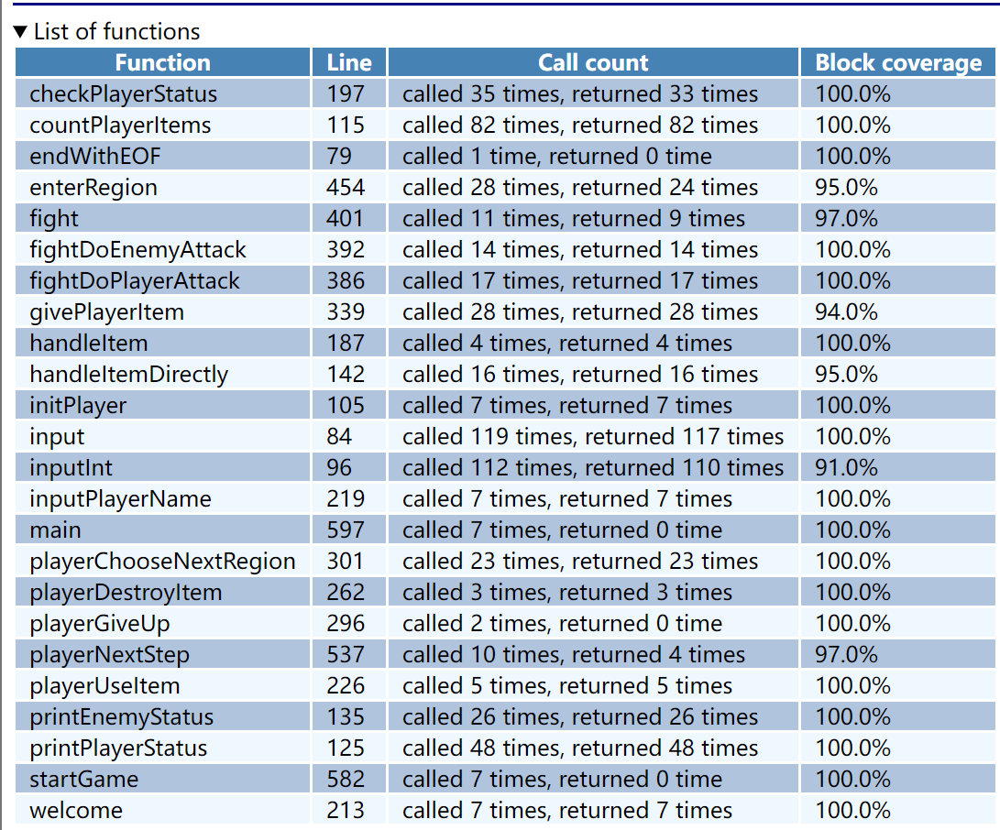 ▼ List of functions
Function Line Call count Block coverage
checkPlayerStatus 197 called 35 times, returned 33 times 100.0%
countPlayerItems 115 called 82 times, returned 82 times 100.0%
endWithEOF 79 called 1 time, returned 0 time 100.0%
enterRegion 454 called 28 times, returned 24 times 95.0%
fight 401 called 11 times, returned 9 times 97.0%
fightDoEnemyAttack 392 called 14 times, returned 14 times 100.0%
fightDoPlayerAttack 386 called 17 times, returned 17 times 100.0%
givePlayerItem 339 called 28 times, returned 28 times 94.0%
handleItem 187 called 4 times, returned 4 times 100.0%
handleItemDirectly 142 called 16 times, returned 16 times 95.0%
initPlayer 105 called 7 times, returned 7 times 100.0%
input 84 called 119 times, returned 117 times 100.0%
inputInt 96 called 112 times, returned 110 times 91.0%
inputPlayerName 219 called 7 times, returned 7 times 100.0%
main 597 called 7 times, returned 0 time 100.0%
playerChooseNextRegion 301 called 23 times, returned 23 times 100.0%
playerDestroyItem 262 called 3 times, returned 3 times 100.0%
playerGiveUp 296 called 2 times, returned 0 time 100.0%
playerNextStep 537 called 10 times, returned 4 times 97.0%
playerUseItem 226 called 5 times, returned 5 times 100.0%
printEnemyStatus 135 called 26 times, returned 26 times 100.0%
printPlayerStatus 125 called 48 times, returned 48 times 100.0%
startGame 582 called 7 times, returned 0 time 100.0%
welcome 213 called 7 times, returned 7 times 100.0%